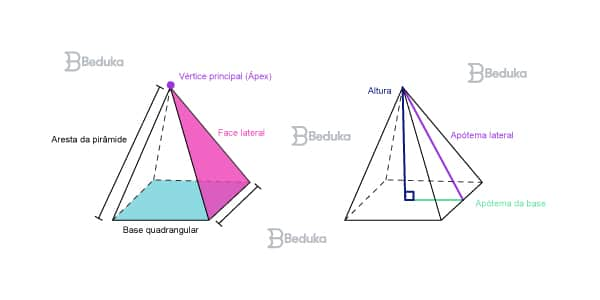 Beduka
Vértice principal (Ápex)
Aresta da pirâmide
Face lateral
Base quadrangular
Beduka
Beduka
Beduka
Altura
Apótema lateral
Apótema da base